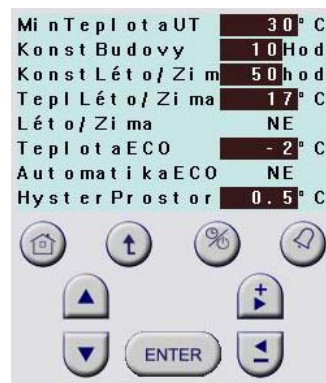 MinTeplotaUT 30°C
KonstBudovy 10Hod
KonstLéto/Zim 50hod
TeplLéto/Zima 17°C
Léto/Zima NE
TeplotaECO -2°C
AutomatikaECO NE
HysterProstor 0.5°C
ENTER